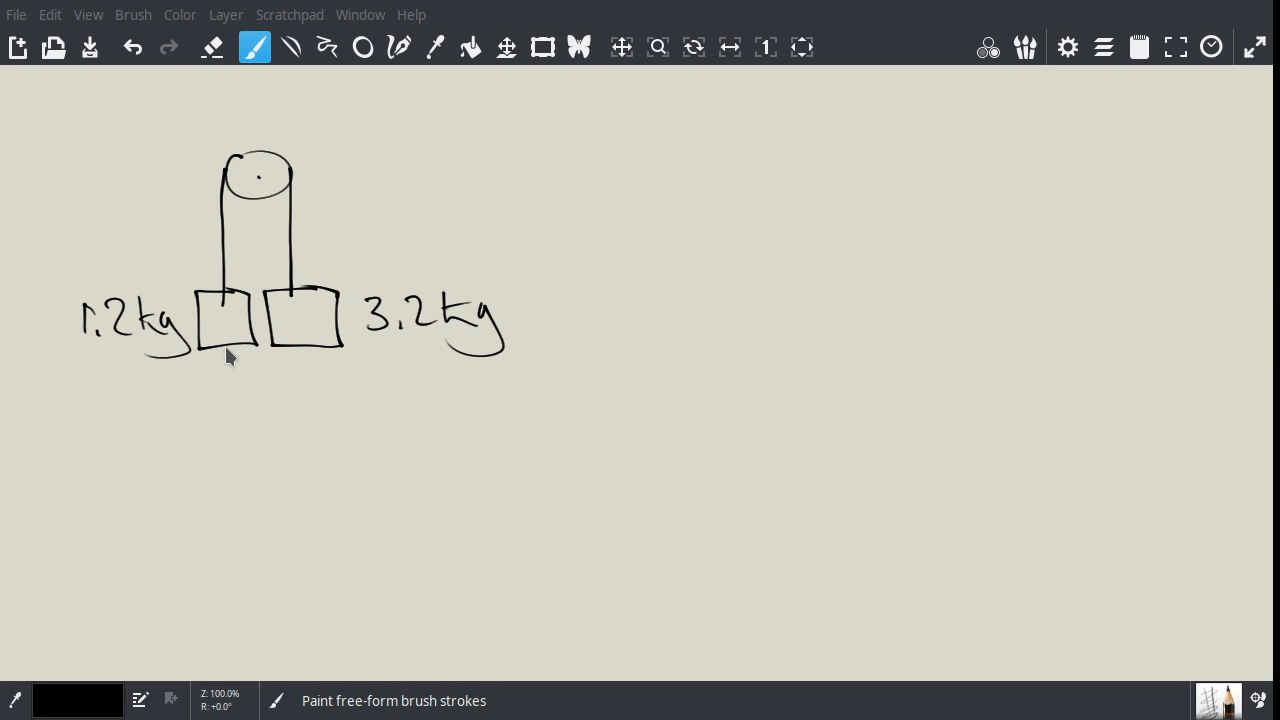 File Edit View Brush Color Layer Scratchpad Window Help
1.2kg 3.2kg
Z: 100.0%
R: +0.0°
Paint free-form brush strokes